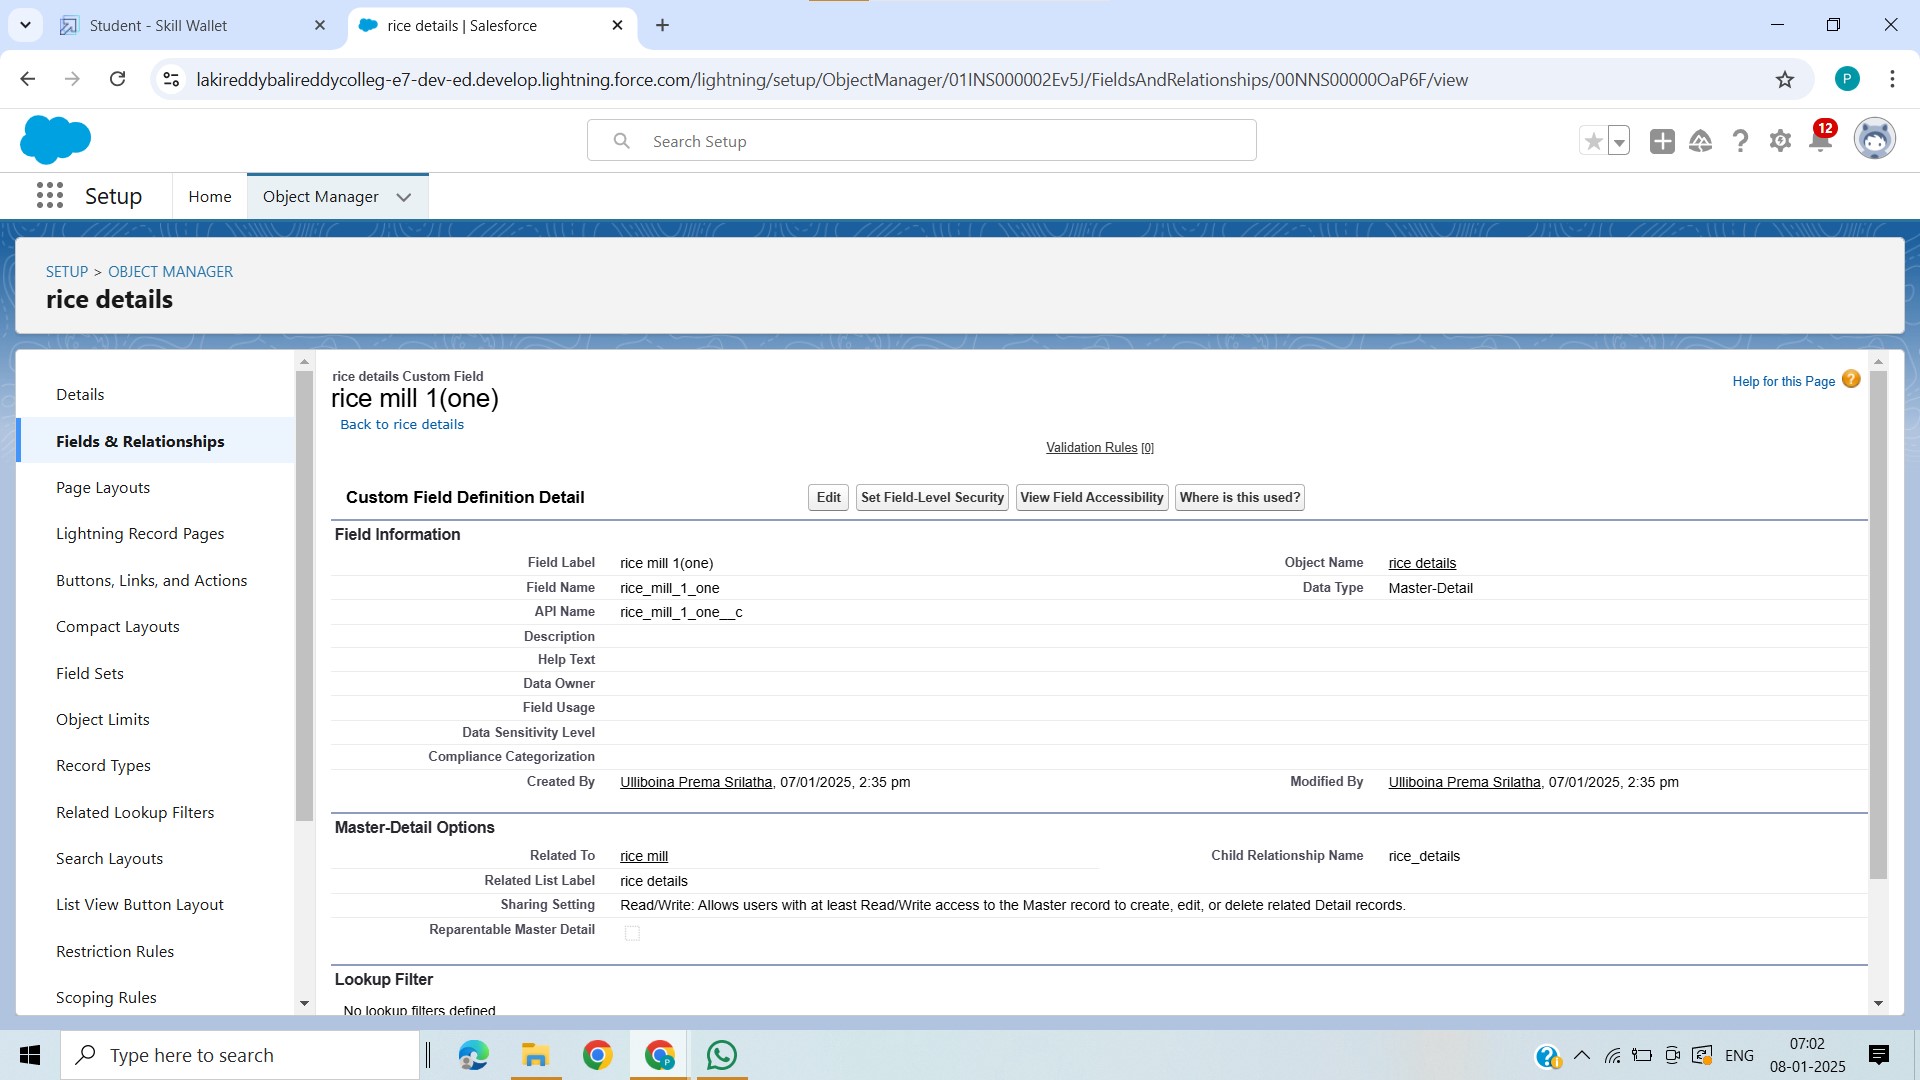 Student - Skill Wallet
rice details | Salesforce
lakireddybalireddycolleg-e7-dev-ed.develop.lightning.force.com/lightning/setup/ObjectManager/01INS000002Ev5J/FieldsAndRelationships/00NNS00000OaP6F/view
P
Search Setup
12
Setup
Home
Object Manager
SETUP > OBJECT MANAGER
rice details
Details
Fields & Relationships
Page Layouts
Lightning Record Pages
Buttons, Links, and Actions
Compact Layouts
Field Sets
Object Limits
Record Types
Related Lookup Filters
Search Layouts
List View Button Layout
Restriction Rules
Scoping Rules
rice details Custom Field
rice mill 1(one)
Back to rice details
Help for this Page ?
Validation Rules [0]
Custom Field Definition Detail
Edit Set Field-Level Security View Field Accessibility Where is this used?
Field Information
Field Label rice mill 1(one) Object Name rice details
Field Name rice_mill_1_one Data Type Master-Detail
API Name rice_mill_1_one__c
Description
Help Text
Data Owner
Field Usage
Data Sensitivity Level
Compliance Categorization
Created By Ulliboina Prema Srilatha, 07/01/2025, 2:35 pm Modified By Ulliboina Prema Srilatha, 07/01/2025, 2:35 pm
Master-Detail Options
Related To rice mill Child Relationship Name rice_details
Related List Label rice details
Sharing Setting Read/Write: Allows users with at least Read/Write access to the Master record to create, edit, or delete related Detail records.
Reparentable Master Detail
Lookup Filter
No lookup filters defined
Type here to search
ENG
07:02
08-01-2025